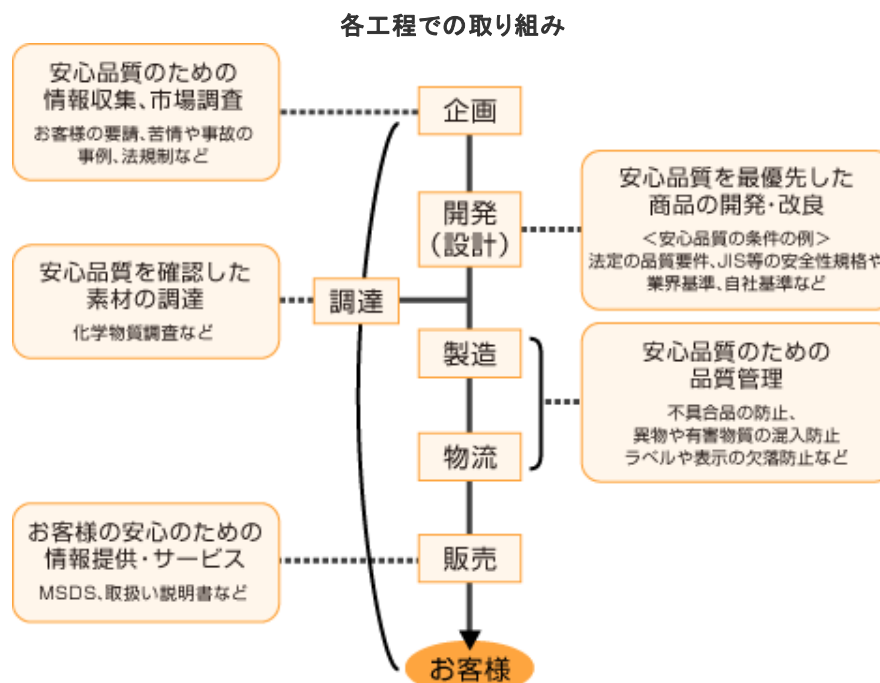 各工程での取り組み
安心品質のための
情報収集、市場調査
お客様の要請、苦情や事故の
事例、法規制など
企画
開発
（設計）
安心品質を最優先した
商品の開発・改良
＜安心品質の条件の例＞
法定の品質要件、JIS等の安全性規格や
業界基準、自社基準など
安心品質を確認した
素材の調達
化学物質調査など
調達
製造
物流
安心品質のための
品質管理
不具合品の防止、
異物や有害物質の混入防止
ラベルや表示の欠落防止など
お客様の安心のための
情報提供・サービス
MSDS、取扱い説明書など
販売
お客様